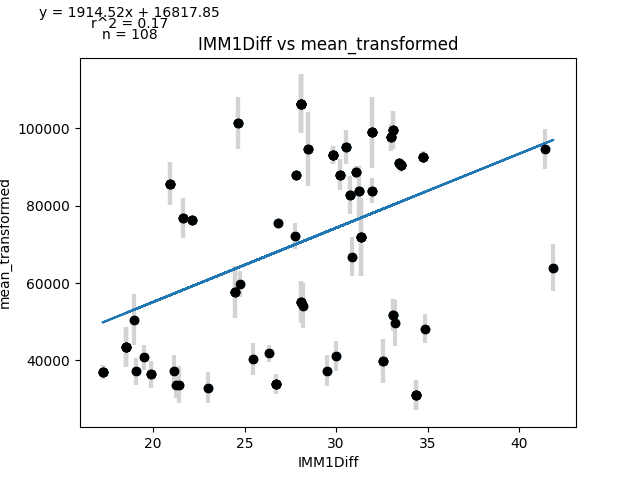 y = 1914.52x + 16817.85
r^2 = 0.17
n = 108
IMM1Diff vs mean_transformed
100000
80000
60000
40000
mean_transformed
20
25
30
35
40
IMM1Diff